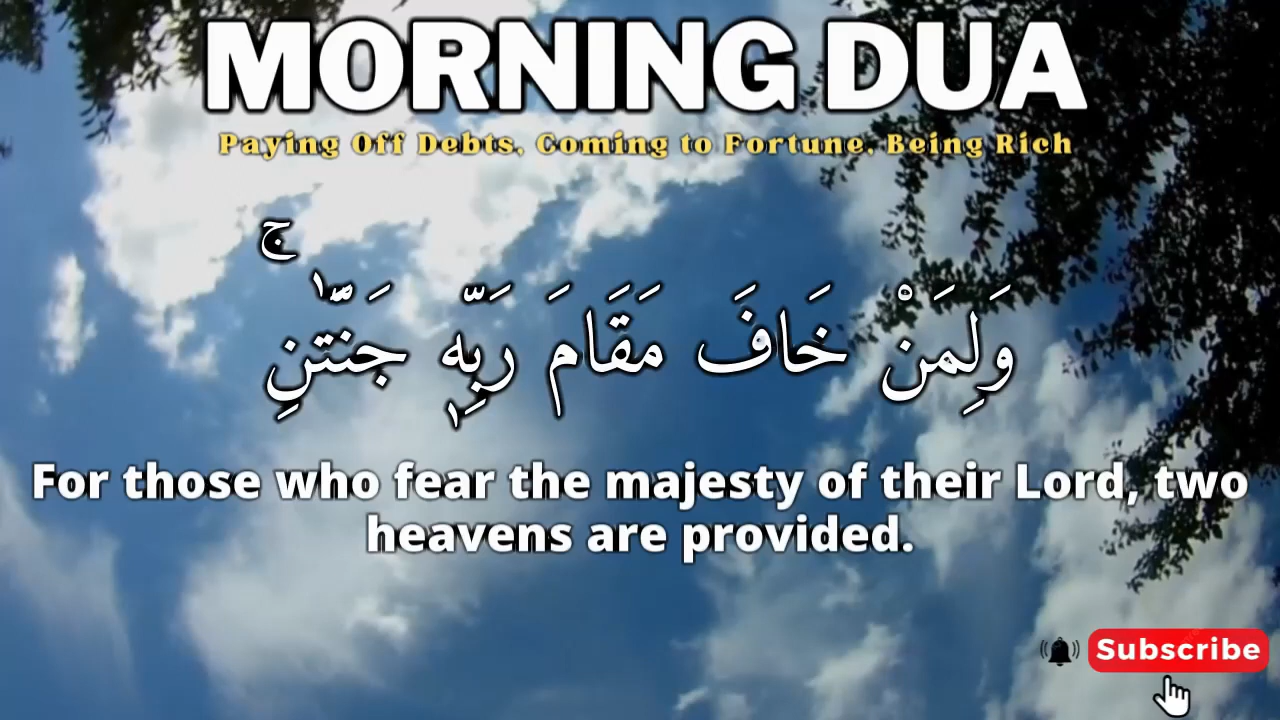 MORNING DUA
Paying Off Debts, Coming to Fortune, Being Rich
وَلِمَنْ خَافَ مَقَامَ رَبِّهٖ جَنَّتٰنِۚ
For those who fear the majesty of their Lord, two
heavens are provided.
Subscribe